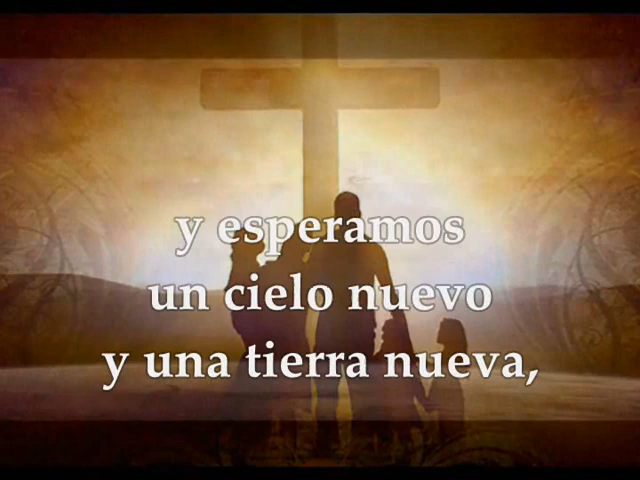 y esperamos
un cielo nuevo
y una tierra nueva,